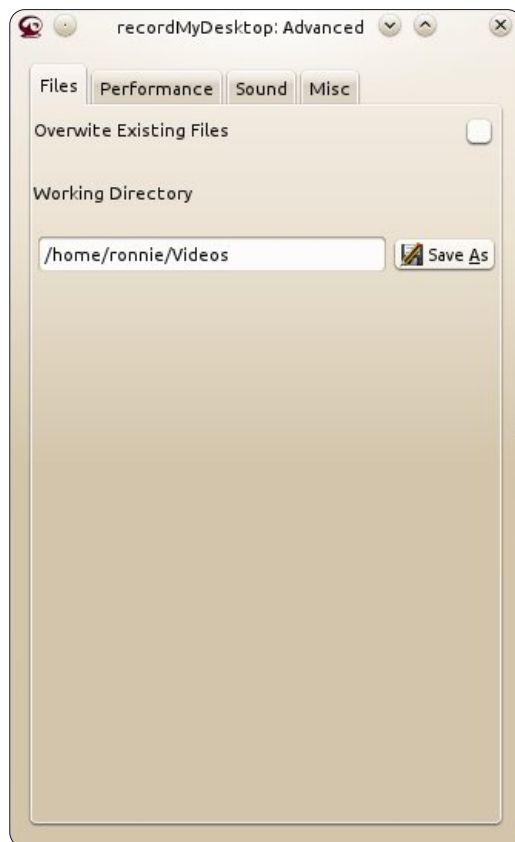 recordMyDesktop: Advanced
Files Performance Sound Misc
Overwite Existing Files
Working Directory
/home/ronnie/Videos Save As